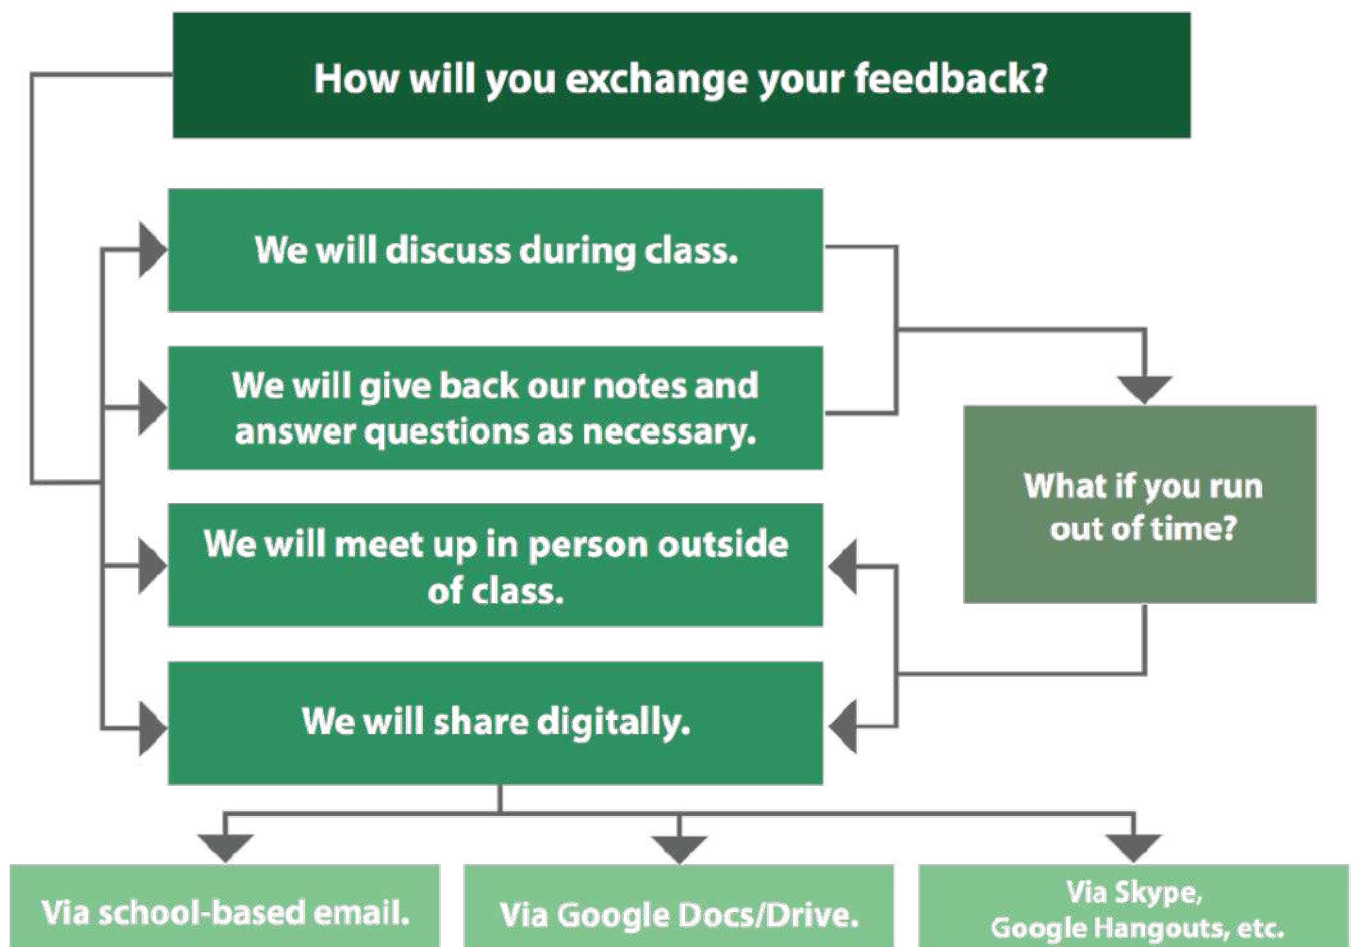 How will you exchange your feedback?
We will discuss during class.
We will give back our notes and
answer questions as necessary.
What if you run
out of time?
We will meet up in person outside
of class.
We will share digitally.
Via school-based email.
Via Google Docs/Drive.
Via Skype,
Google Hangouts, etc.